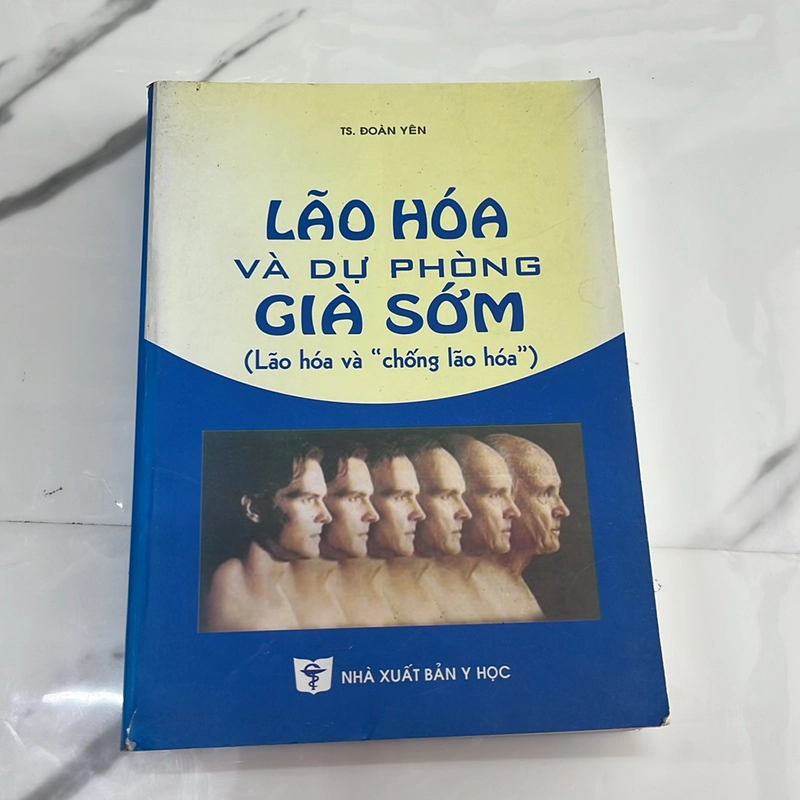 TS. ĐOÀN YÊN
LÃO HÓA
VÀ DỰ PHÒNG
GIÀ SỚM
(Lão hóa và “chống lão hóa”)
NHÀ XUẤT BẢN Y HỌC